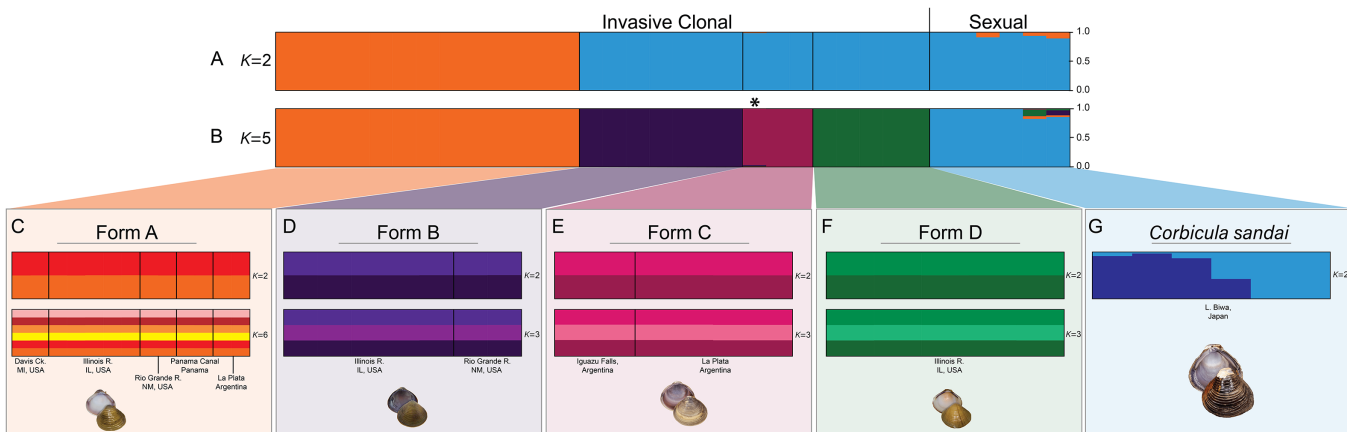 Invasive Clonal
Sexual
A
K=2
1.0
0.5
0.0
*
B
K=5
1.0
0.5
0.0
C
Form A
K=2
K=6
Davis Ck.
MI, USA
Illinois R.
IL, USA
Rio Grande R.
NM, USA
Panama Canal
Panama
La Plata
Argentina
D
Form B
K=2
K=3
Illinois R.
IL, USA
Rio Grande R.
NM, USA
E
Form C
K=2
K=3
Iguazu Falls,
Argentina
La Plata
Argentina
F
Form D
K=2
K=3
Illinois R.
IL, USA
G
Corbicula sandai
K=2
L. Biwa,
Japan